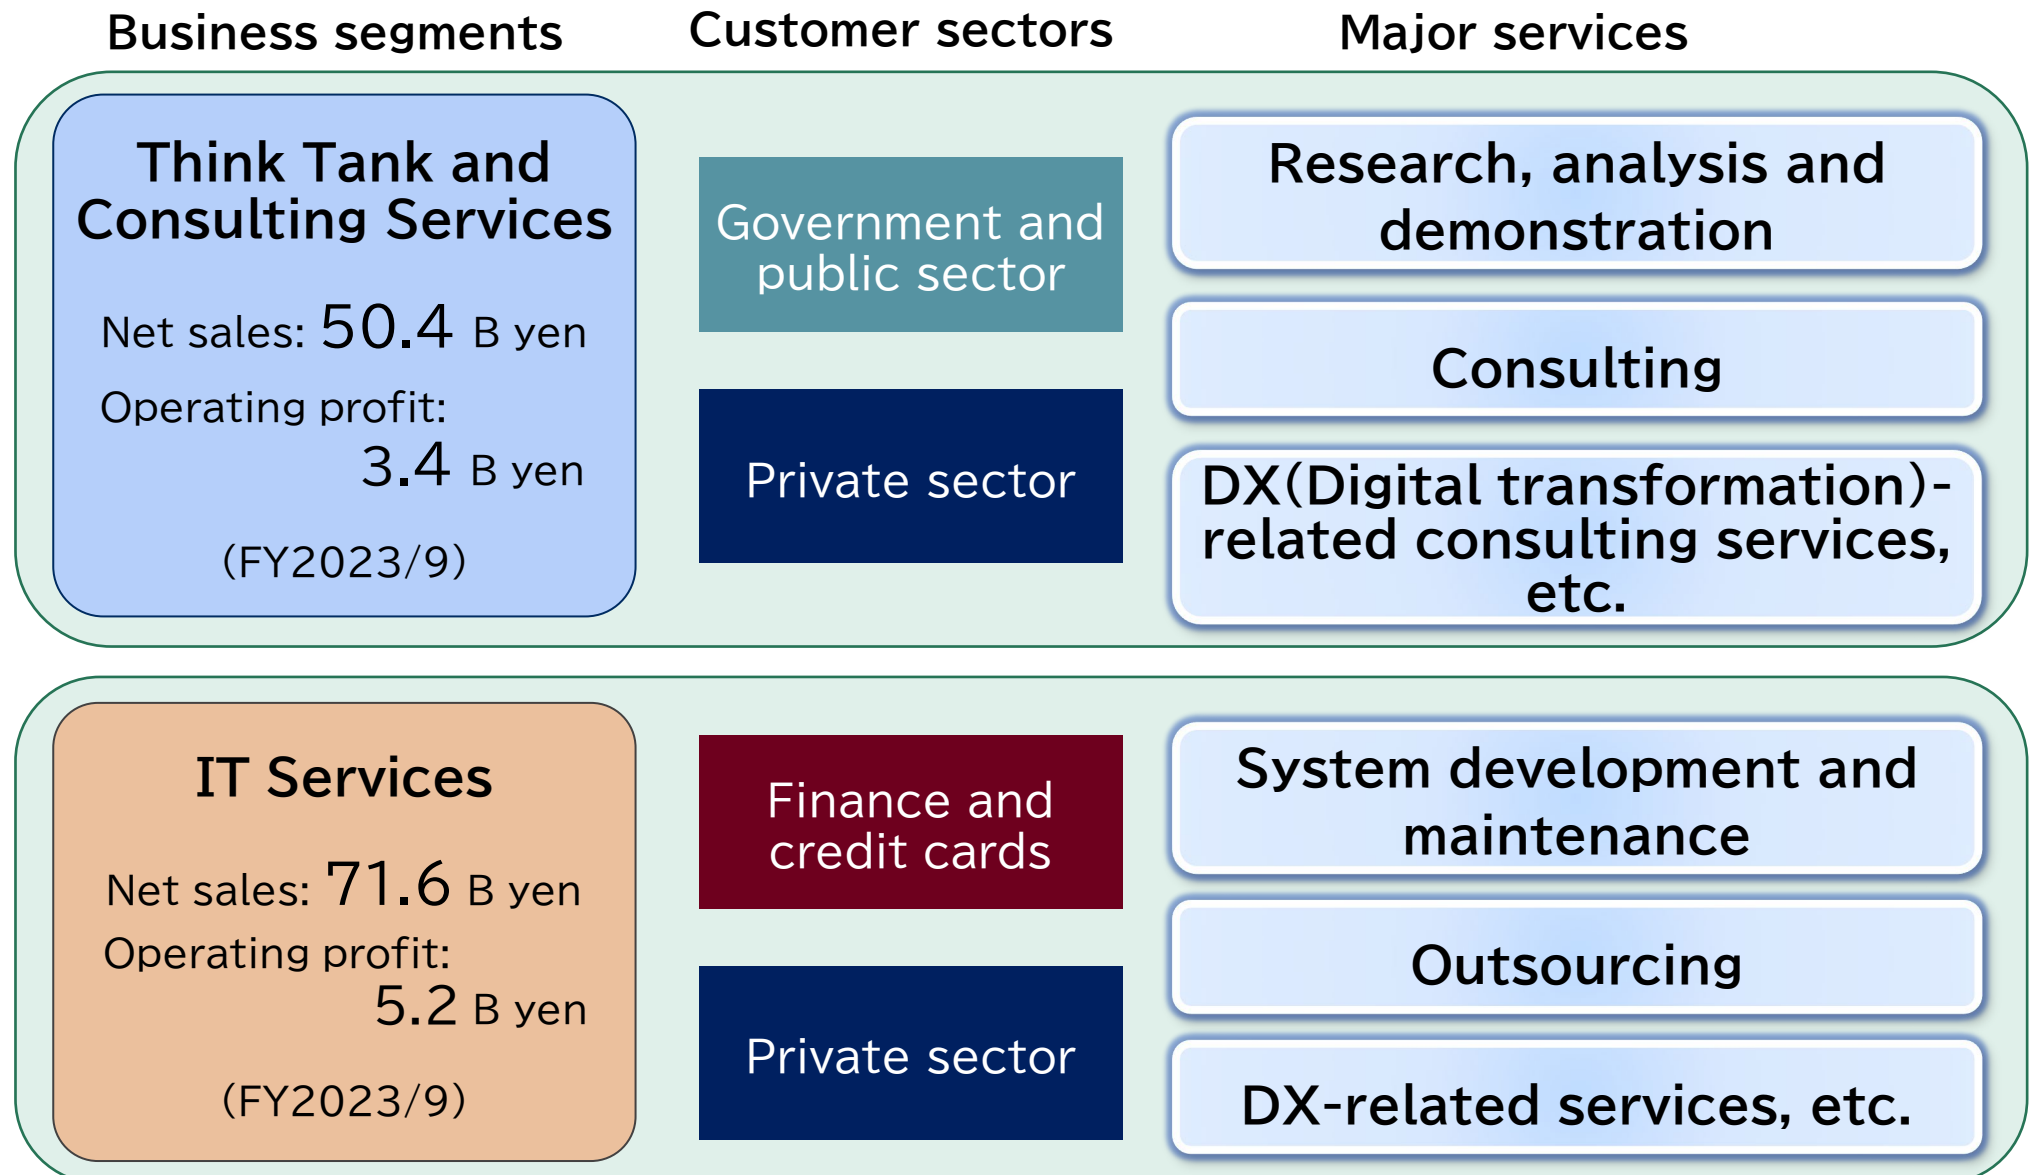 Business segments
Customer sectors
Major services
Think Tank and
Consulting Services
Net sales: 50.4 B yen
Operating profit:
3.4 B yen
(FY2023/9)
Government and
public sector
Private sector
Research, analysis and
demonstration
Consulting
DX(Digital transformation)-
related consulting services,
etc.
IT Services
Net sales: 71.6 B yen
Operating profit:
5.2 B yen
(FY2023/9)
Finance and
credit cards
Private sector
System development and
maintenance
Outsourcing
DX-related services, etc.